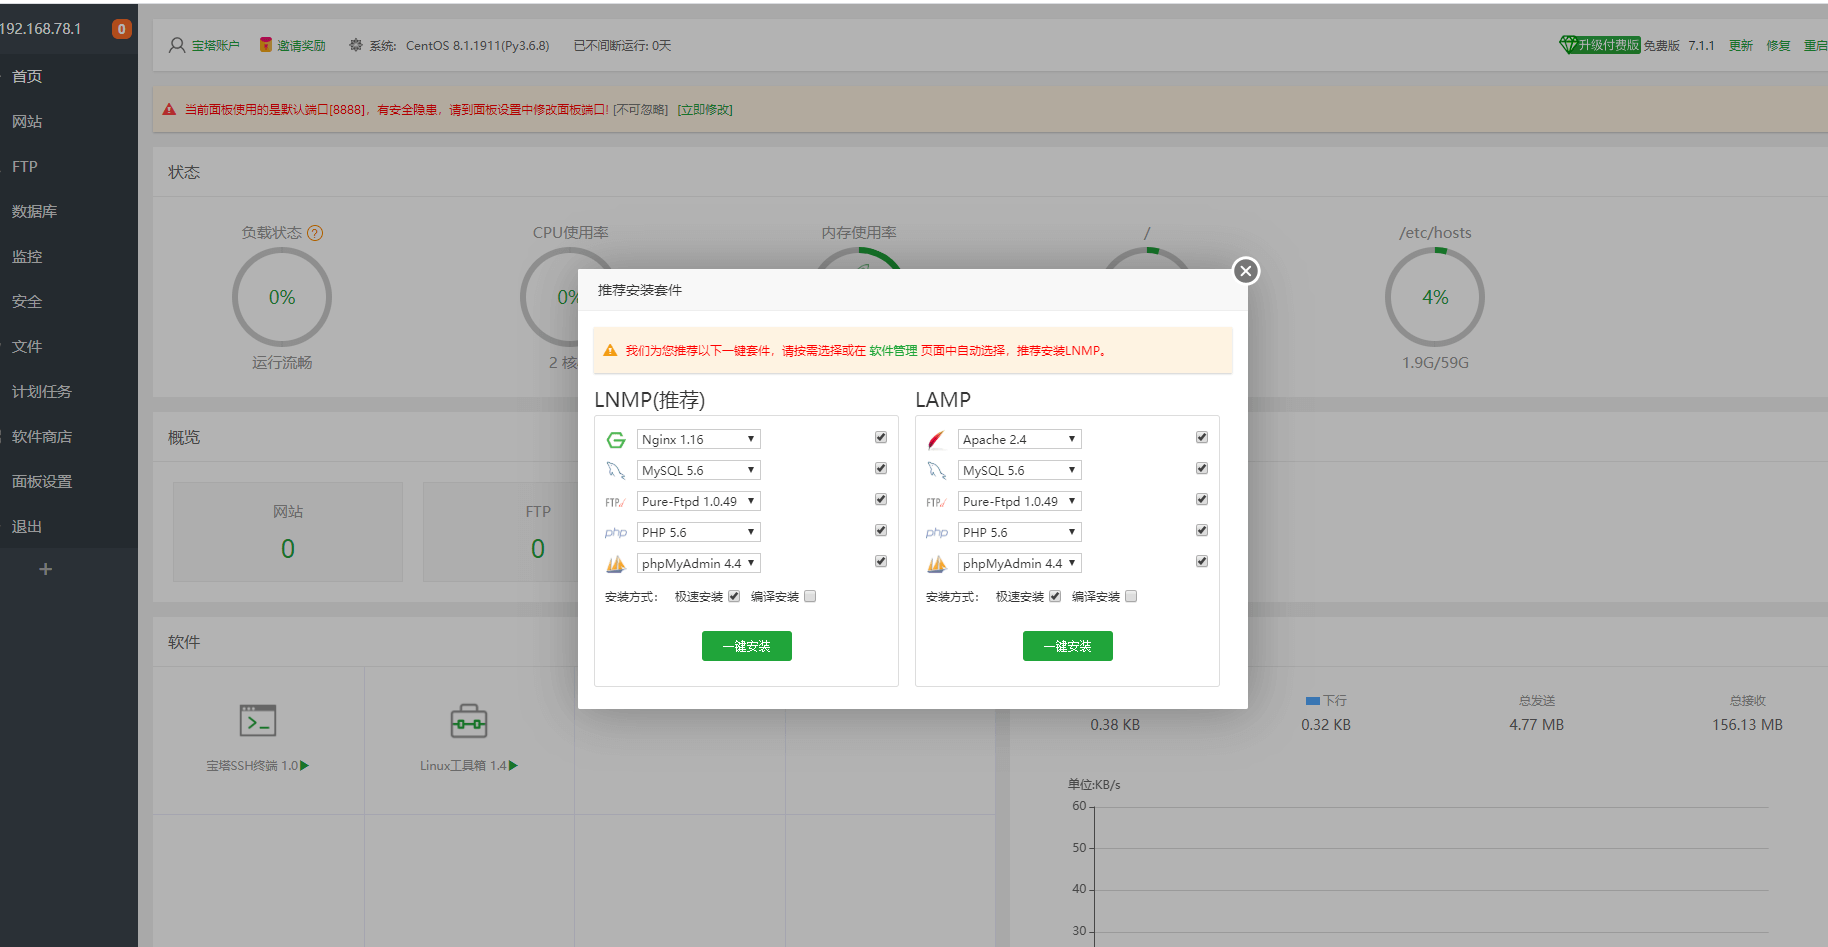 192.168.78.1 0
首页
网站
FTP
数据库
监控
安全
文件
计划任务
软件商店
面板设置
退出
+
宝塔账户 邀请奖励 系统: CentOS 8.1.1911(Py3.6.8) 已不间断运行: 0天 升级付费版 免费版 7.1.1 更新 修复 重启
当前面板使用的是默认端口[8888]，有安全隐患，请到面板设置中修改面板端口! [不可忽略] [立即修改]
状态
负载状态 ? CPU使用率 内存使用率 / /etc/hosts
0% 0% 4%
运行流畅 2 核 1.9G/59G
概览
网站 FTP
0 0
软件
宝塔SSH终端 1.0 Linux工具箱 1.4
推荐安装套件
我们为您推荐以下一键套件，请按需选择或在 软件管理 页面中自动选择，推荐安装LNMP。
LNMP(推荐)
Nginx 1.16
MySQL 5.6
FTP Pure-Ftpd 1.0.49
php PHP 5.6
phpMyAdmin 4.4
安装方式： 极速安装 编译安装
一键安装
LAMP
Apache 2.4
MySQL 5.6
FTP Pure-Ftpd 1.0.49
php PHP 5.6
phpMyAdmin 4.4
安装方式： 极速安装 编译安装
一键安装
下行 总发送 总接收
0.38 KB 0.32 KB 4.77 MB 156.13 MB
单位:KB/s
60
50
40
30